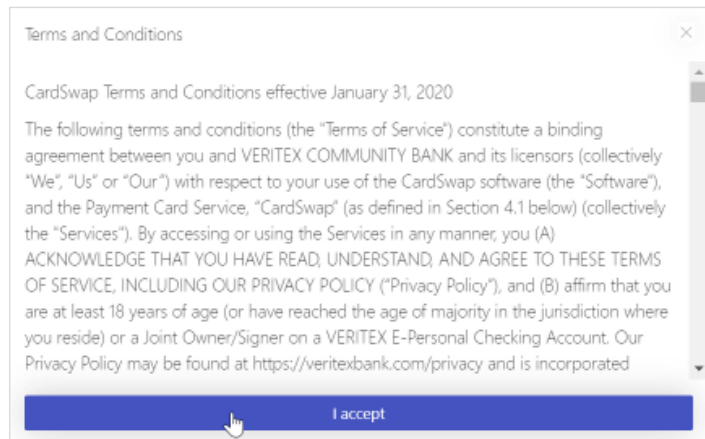 Terms and Conditions
CardSwap Terms and Conditions effective January 31, 2020
The following terms and conditions (the "Terms of Service") constitute a binding
agreement between you and VERITEX COMMUNITY BANK and its licensors (collectively
"We", "Us" or "Our") with respect to your use of the CardSwap software (the "Software"),
and the Payment Card Service, "CardSwap" (as defined in Section 4.1 below) (collectively
the "Services"). By accessing or using the Services in any manner, you (A)
ACKNOWLEDGE THAT YOU HAVE READ, UNDERSTAND, AND AGREE TO THESE TERMS
OF SERVICE, INCLUDING OUR PRIVACY POLICY ("Privacy Policy"), and (B) affirm that you
are at least 18 years of age (or have reached the age of majority in the jurisdiction where
you reside) or a Joint Owner/Signer on a VERITEX E-Personal Checking Account. Our
Privacy Policy may be found at https://veritexbank.com/privacy and is incorporated
I accept